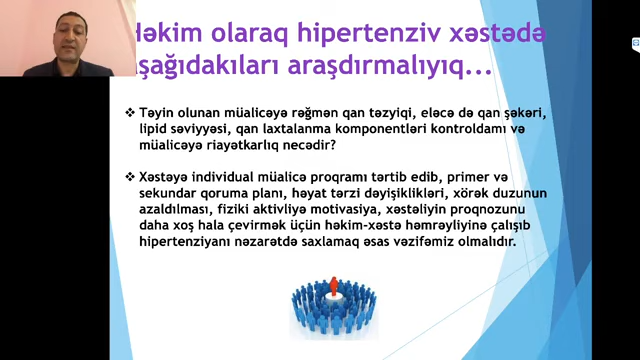 Həkim olaraq hipertenziv xəstədə
aşağıdakıları araşdırmalıyıq...
❖ Təyin olunan müalicəyə rəğmən qan təzyiqi, eləcə də qan şəkəri,
lipid səviyyəsi, qan laxtalanma komponentləri kontroldamı və
müalicəyə riayətkarlıq necədir?
❖ Xəstəyə individual müalicə proqramı tərtib edib, primer və
sekundar qoruma planı, həyat tərzi dəyişiklikləri, xörək duzunun
azaldılması, fiziki aktivliyə motivasiya, xəstəliyin proqnozunu
daha xoş hala çevirmək üçün həkim-xəstə həmrəyliyinə çalışıb
hipertenziyanı nəzarətdə saxlamaq əsas vəzifəmiz olmalıdır.